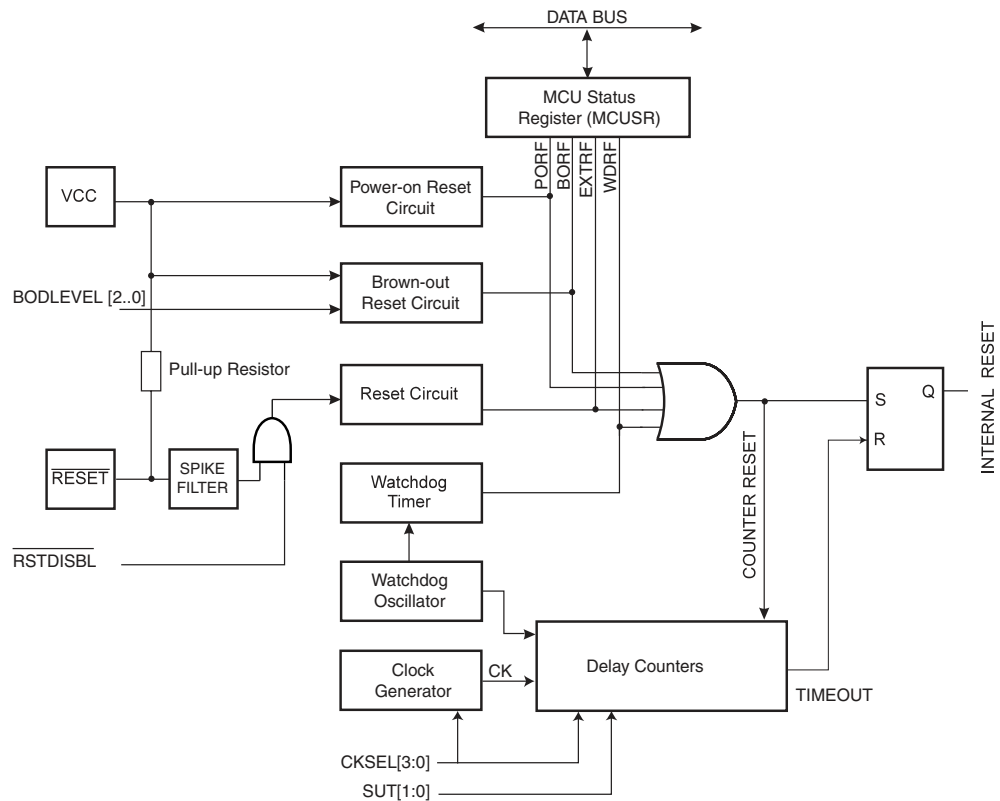 DATA BUS
MCU Status
Register (MCUSR)
PORF
BORF
EXTRF
WDRF
VCC
Power-on Reset
Circuit
BODLEVEL [2..0]
Brown-out
Reset Circuit
Pull-up Resistor
Reset Circuit
S
Q
R
INTERNAL RESET
RESET
SPIKE
FILTER
Watchdog
Timer
COUNTER RESET
RSTDISBL
Watchdog
Oscillator
Clock
Generator
CK
Delay Counters
TIMEOUT
CKSEL[3:0]
SUT[1:0]